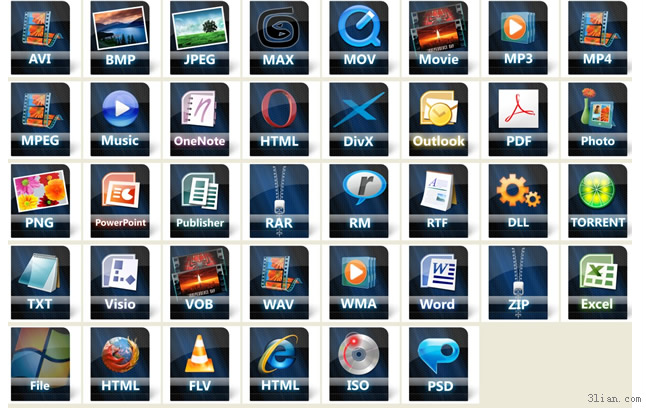 AVI
BMP
JPEG
MAX
MOV
Movie
MP3
MP4
MPEG
Music
OneNote
HTML
DivX
Outlook
PDF
Photo
PNG
PowerPoint
Publisher
RAR
RM
RTF
DLL
TORRENT
TXT
Visio
VOB
WAV
WMA
Word
ZIP
Excel
File
HTML
FLV
HTML
ISO
PSD
3lian.com